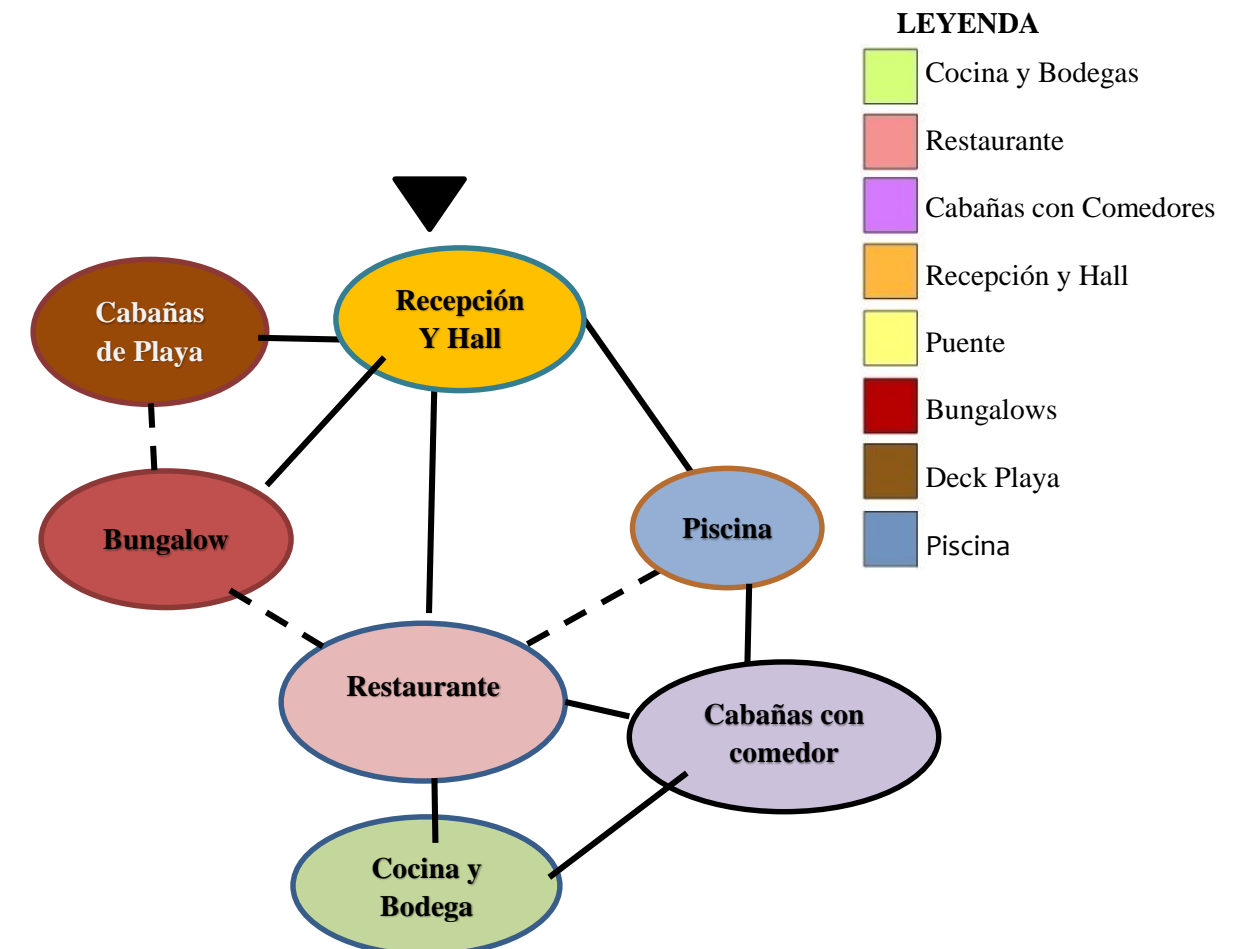 LEYENDA
Cocina y Bodegas
Restaurante
Cabañas con Comedores
Recepción y Hall
Puente
Bungalows
Deck Playa
Piscina
Recepción
Y Hall
Cabañas
de Playa
Bungalow
Piscina
Restaurante
Cabañas con
comedor
Cocina y
Bodega